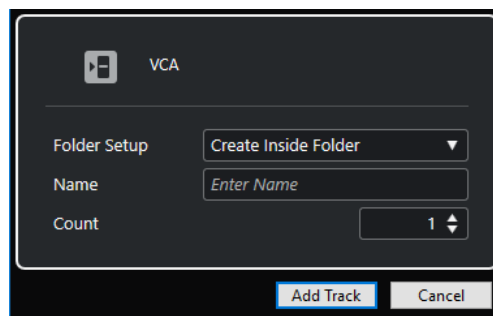 VCA
Folder Setup Create Inside Folder
Name Enter Name
Count 1
Add Track Cancel